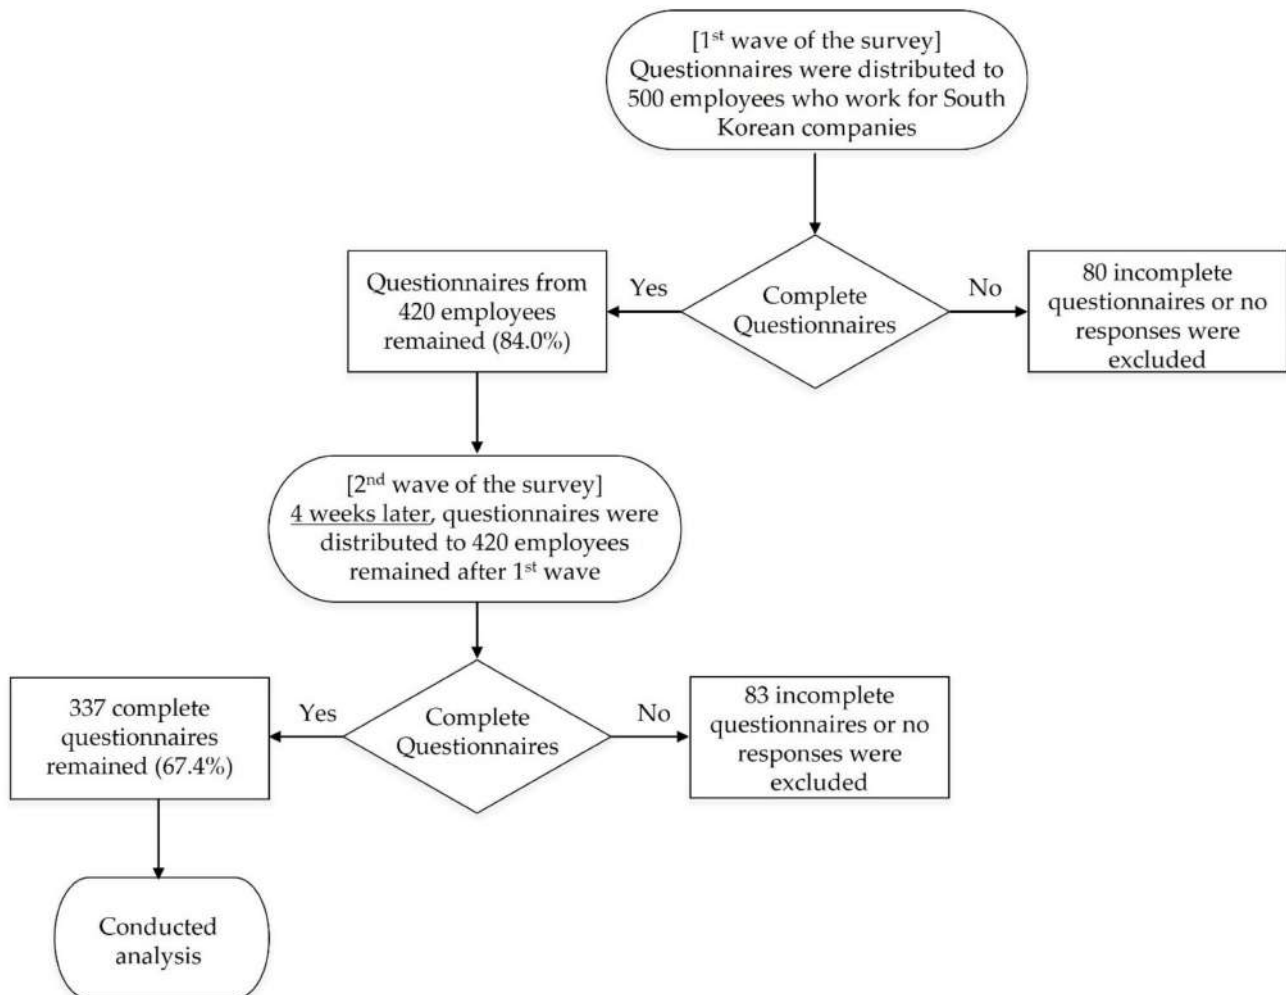 [1st wave of the survey]
Questionnaires were distributed to
500 employees who work for South
Korean companies
Questionnaires from
420 employees
remained (84.0%)
Yes
Complete
Questionnaires
No
80 incomplete
questionnaires or no
responses were
excluded
[2nd wave of the survey]
4 weeks later, questionnaires were
distributed to 420 employees
remained after 1st wave
337 complete
questionnaires
remained (67.4%)
Yes
Complete
Questionnaires
No
83 incomplete
questionnaires or no
responses were
excluded
Conducted
analysis